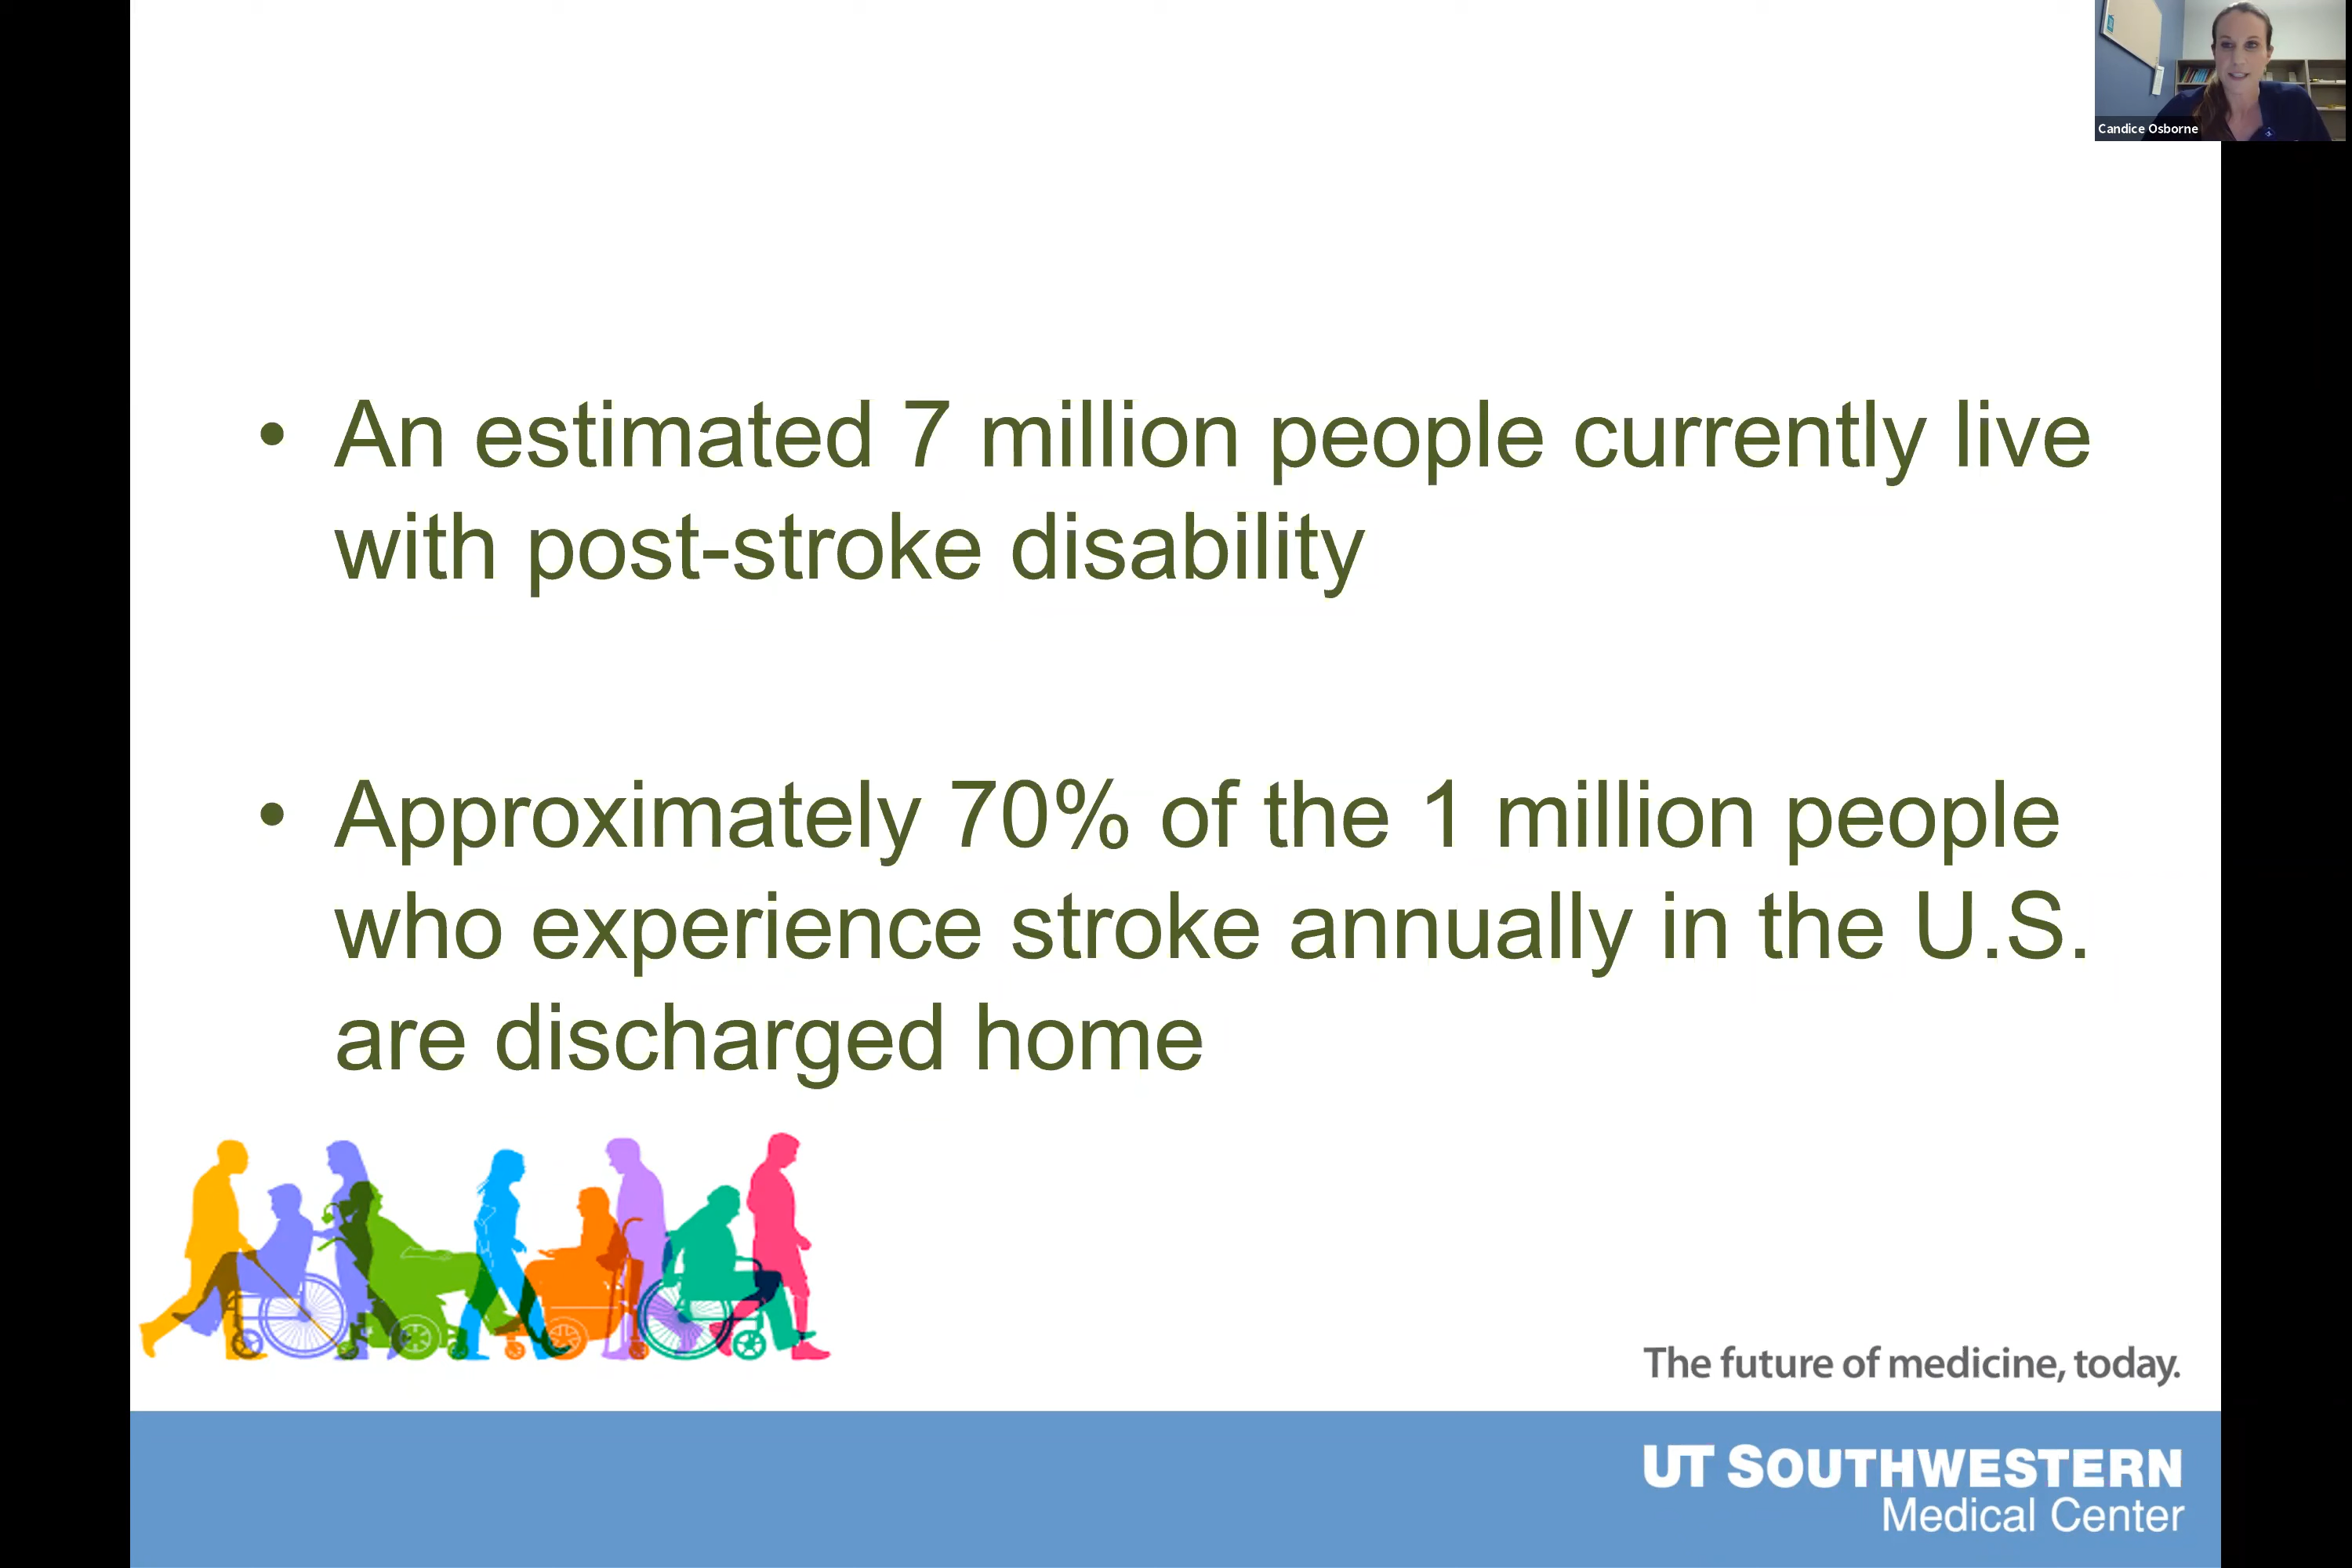 Candice Osborne
• An estimated 7 million people currently live
with post-stroke disability
• Approximately 70% of the 1 million people
who experience stroke annually in the U.S.
are discharged home
The future of medicine, today.
UT SOUTHWESTERN
Medical Center